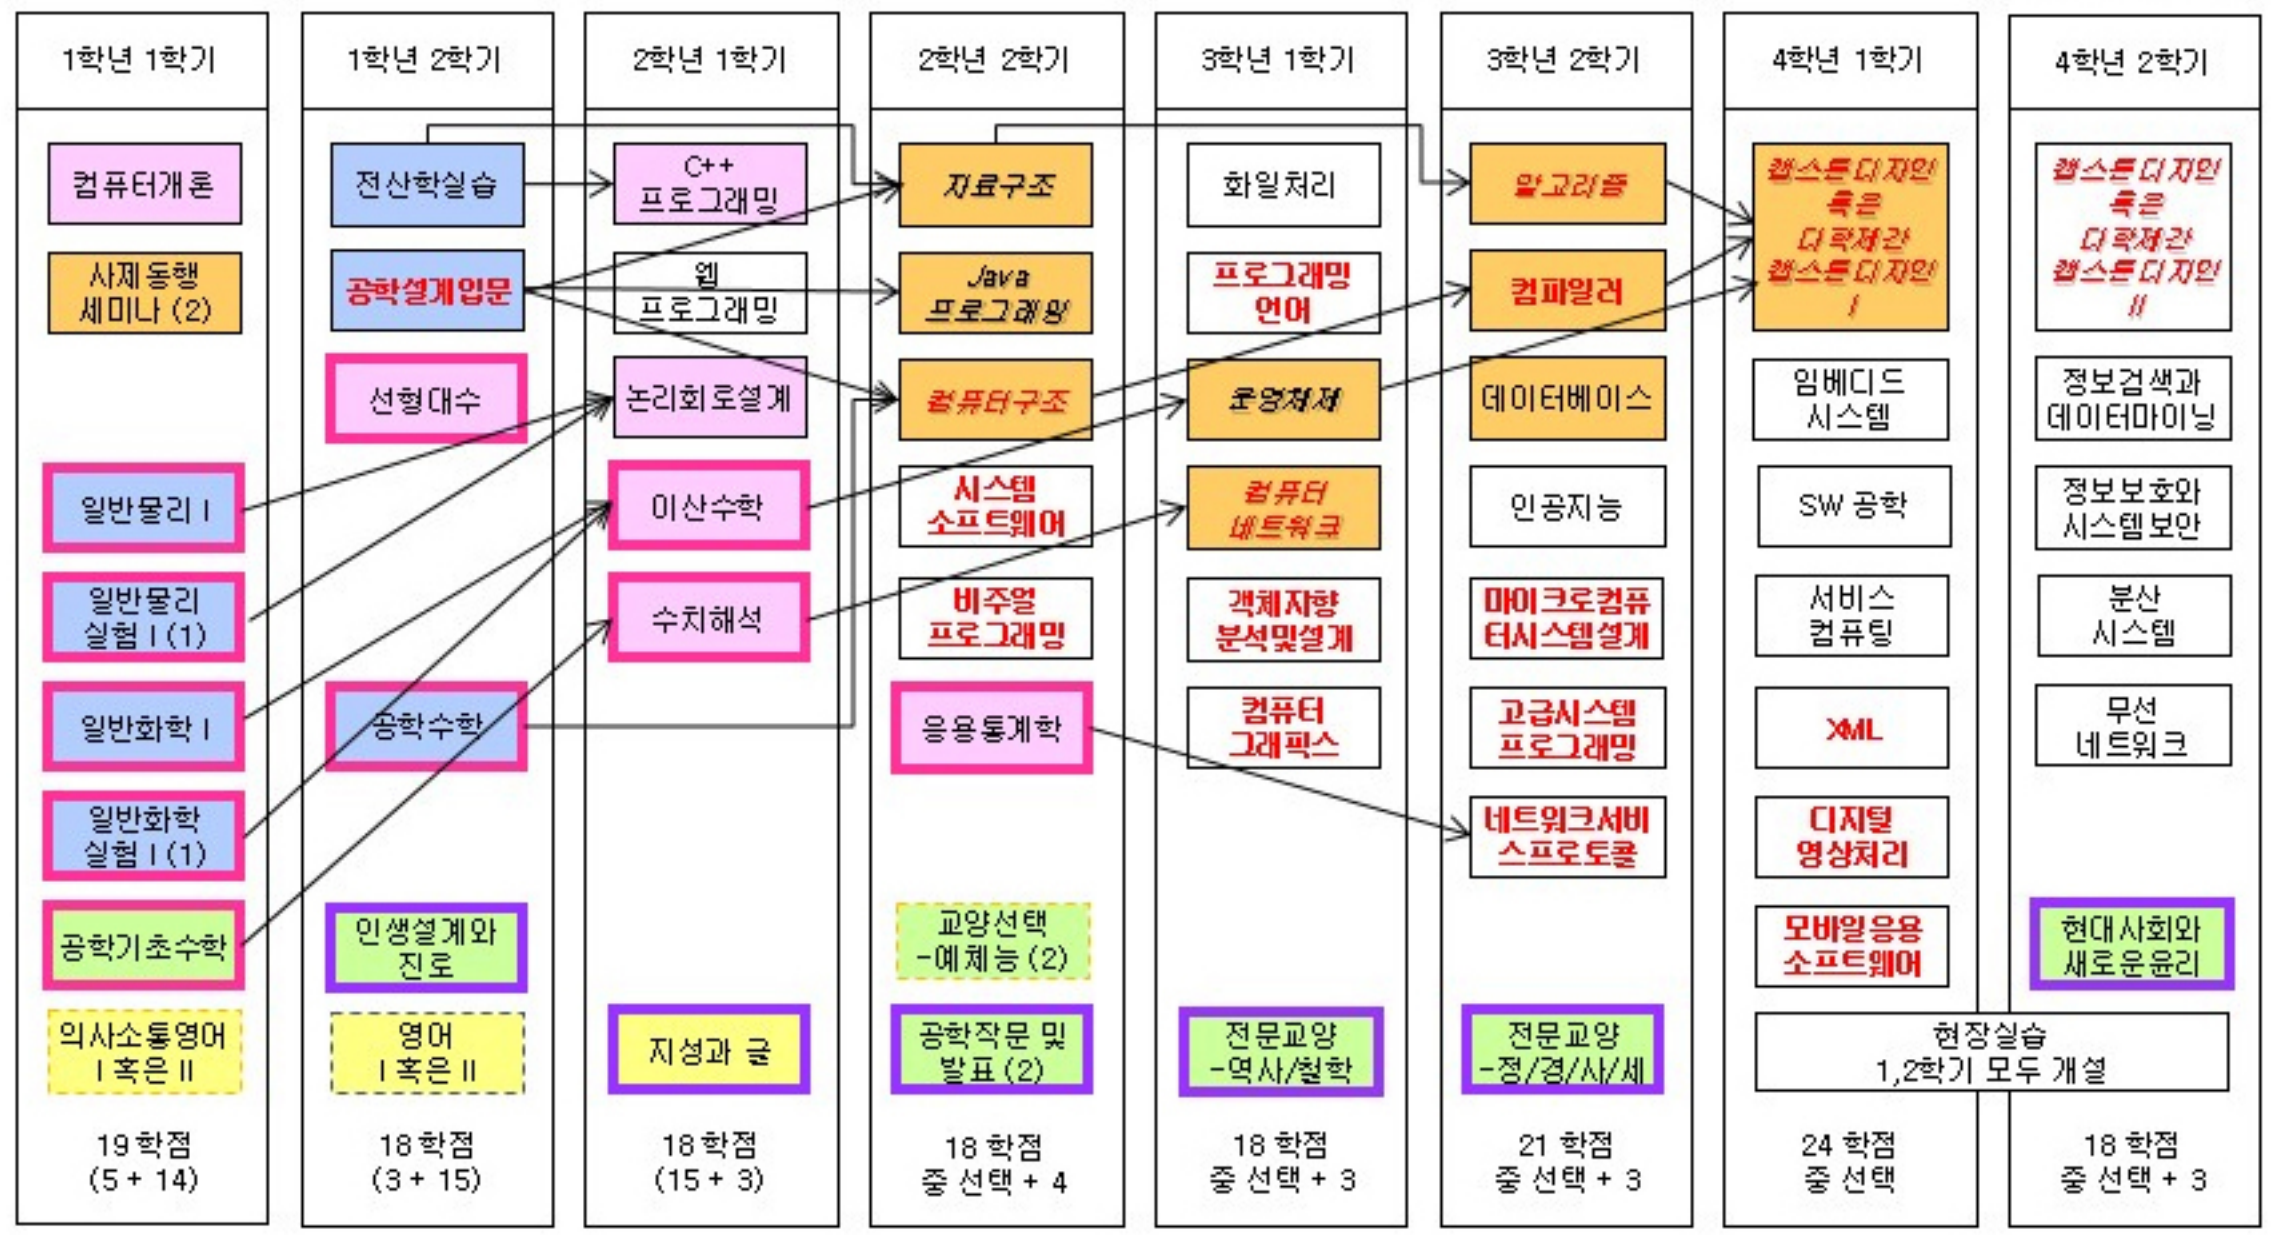 1학년 1학기
컴퓨터개론
사제동행
세미나 (2)
일반물리 I
일반물리
실험 I (1)
일반화학 I
일반화학
실험 I (1)
공학기초수학
의사소통영어
I 혹은 II
19 학점
(5 + 14)
1학년 2학기
전산학실습
공학설계입문
선형대수
공학수학
인생설계와
진로
영어
I 혹은 II
18 학점
(3 + 15)
2학년 1학기
C++
프로그래밍
웹
프로그래밍
논리회로설계
이산수학
수치해석
지성과 글
18 학점
(15 + 3)
2학년 2학기
자료구조
Java
프로그래밍
컴퓨터구조
시스템
소프트웨어
비주얼
프로그래밍
응용통계학
교양선택
-예체능 (2)
공학작문 및
발표 (2)
18 학점
중 선택 + 4
3학년 1학기
화일처리
프로그래밍
언어
운영체제
컴퓨터
네트워크
객체지향
분석및설계
컴퓨터
그래픽스
전문교양
-역사/철학
18 학점
중 선택 + 3
3학년 2학기
알고리즘
컴파일러
데이터베이스
인공지능
마이크로컴퓨
터시스템설계
고급시스템
프로그래밍
네트워크서비
스프로토콜
전문교양
-정/경/사/세
21 학점
중 선택 + 3
4학년 1학기
캡스톤디자인
혹은
다학제간
캡스톤디자인
I
임베디드
시스템
SW 공학
서비스
컴퓨팅
XML
디지털
영상처리
모바일응용
소프트웨어
현장실습
1,2학기 모두 개설
24 학점
중 선택
4학년 2학기
캡스톤디자인
혹은
다학제간
캡스톤디자인
II
정보검색과
데이터마이닝
정보보호와
시스템보안
분산
시스템
무선
네트워크
현대사회와
새로운윤리
18 학점
중 선택 + 3